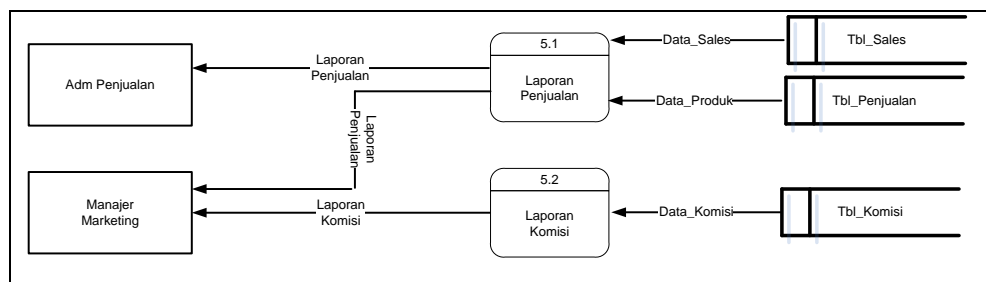 5.1
Data_Sales
Tbl_Sales
Adm Penjualan
Laporan
Penjualan
Laporan
Penjualan
Data_Produk
Tbl_Penjualan
Laporan
Penjualan
5.2
Manajer
Marketing
Laporan
Komisi
Laporan
Komisi
Data_Komisi
Tbl_Komisi